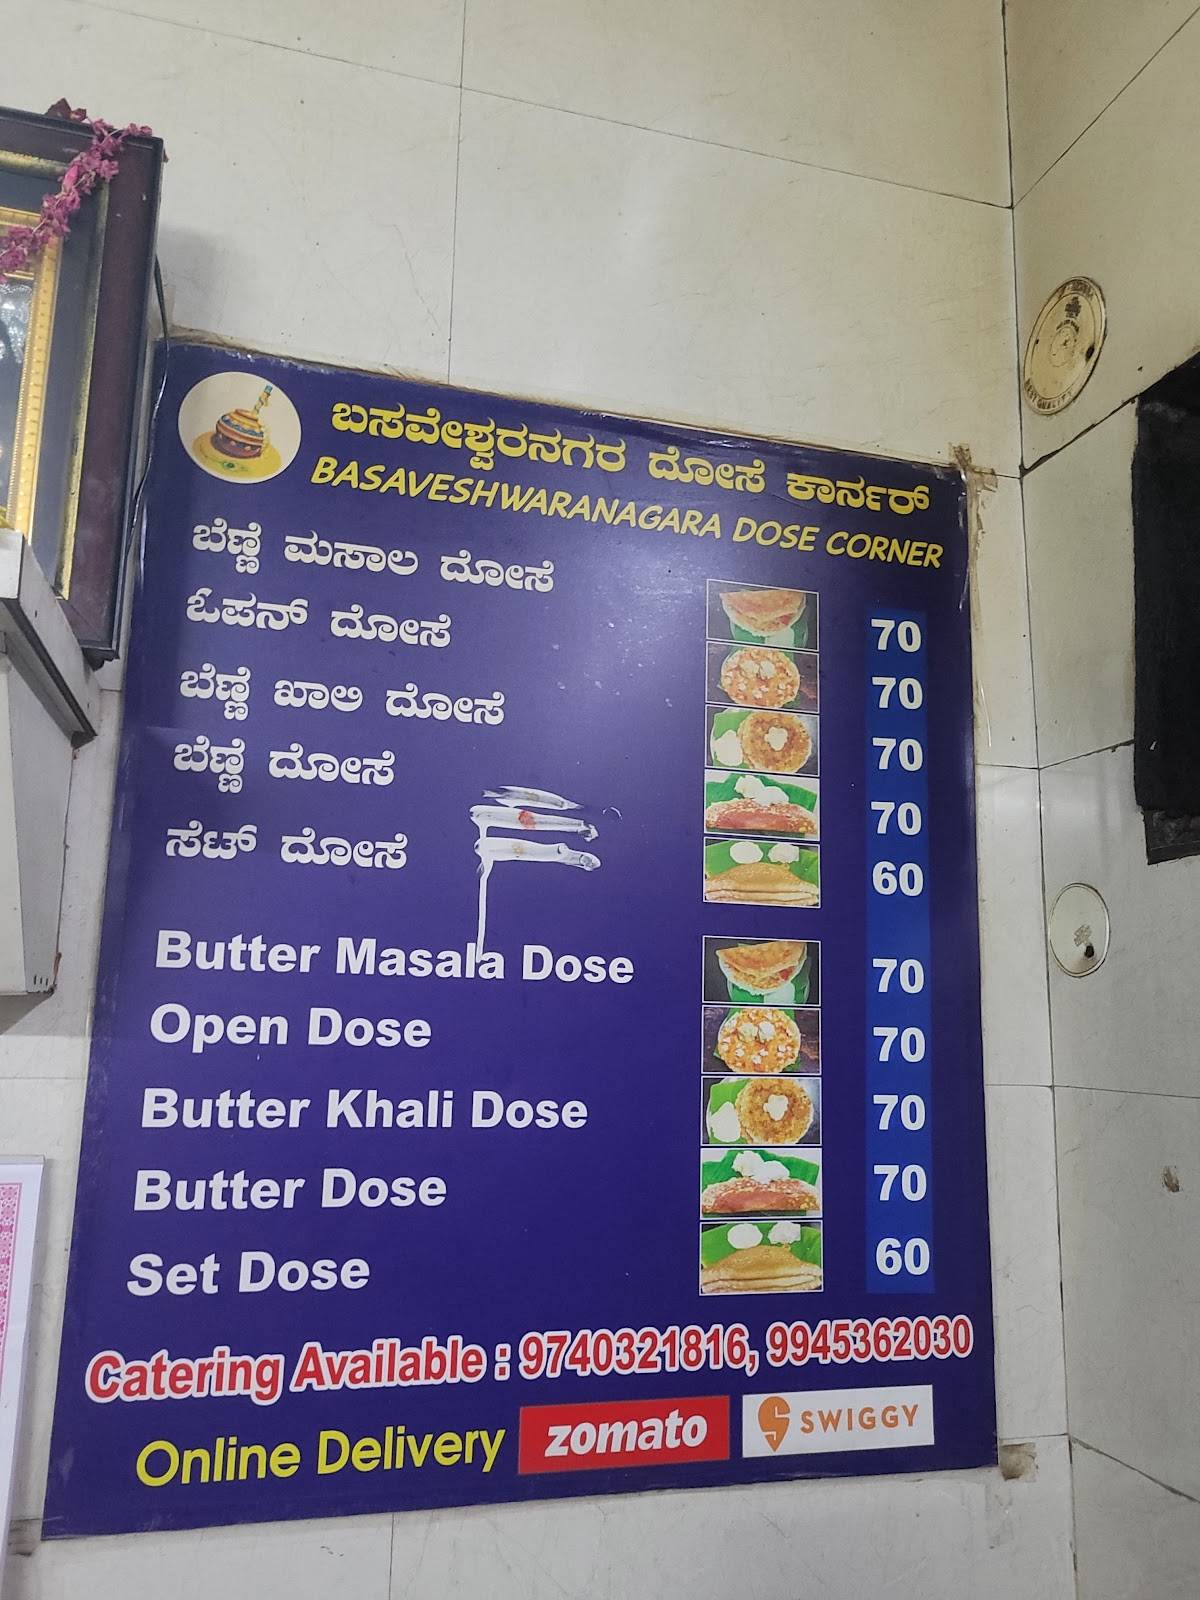 ಬಸವೇಶ್ವರನಗರ ದೋಸೆ ಕಾರ್ನರ್
BASAVESHWARANAGARA DOSE CORNER
ಬೆಣ್ಣೆ ಮಸಾಲ ದೋಸೆ 70
ಓಪನ್ ದೋಸೆ 70
ಬೆಣ್ಣೆ ಖಾಲಿ ದೋಸೆ 70
ಬೆಣ್ಣೆ ದೋಸೆ 70
ಸೆಟ್ ದೋಸೆ 60
Butter Masala Dose 70
Open Dose 70
Butter Khali Dose 70
Butter Dose 70
Set Dose 60
Catering Available : 9740321816, 9945362030
Online Delivery zomato SWIGGY